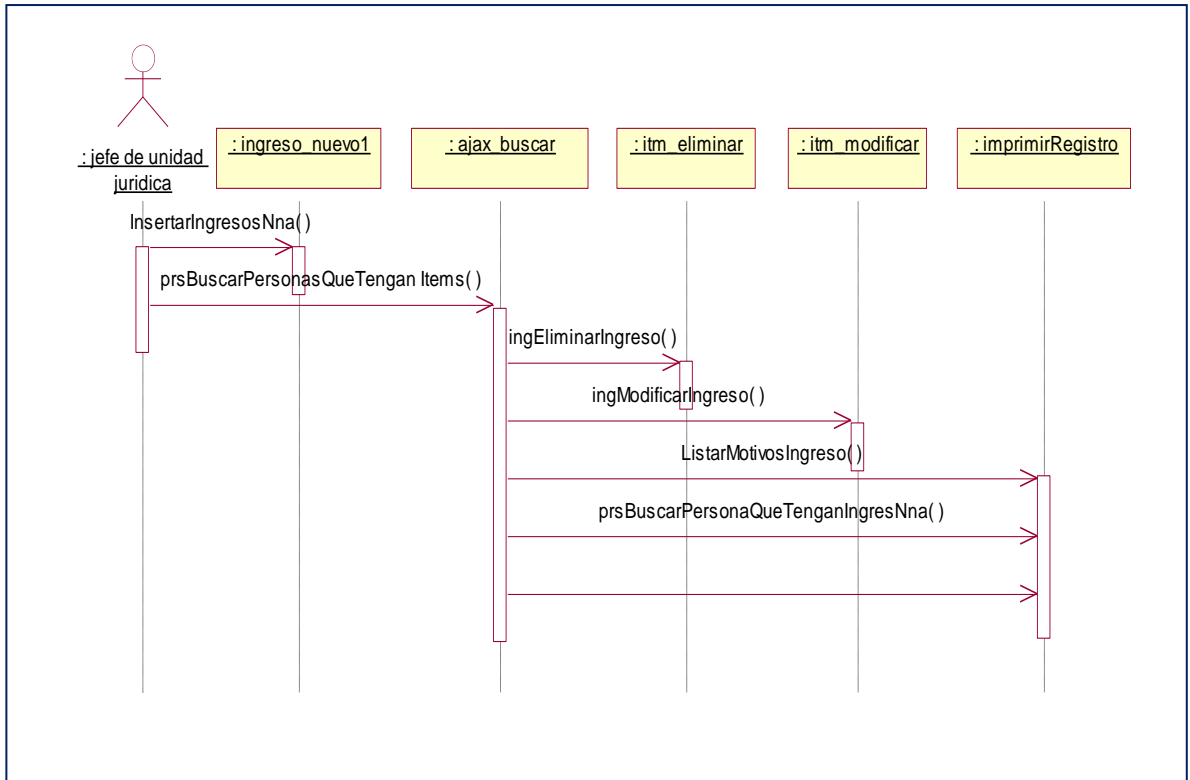 : jefe de unidad
juridica
: ingreso_nuevo1
: ajax_buscar
: itm_eliminar
: itm_modificar
: imprimirRegistro
InsertarIngresosNna( )
prsBuscarPersonasQueTengan Items( )
ingEliminarIngreso( )
ingModificarIngreso( )
ListarMotivosIngreso( )
prsBuscarPersonaQueTenganIngresNna( )